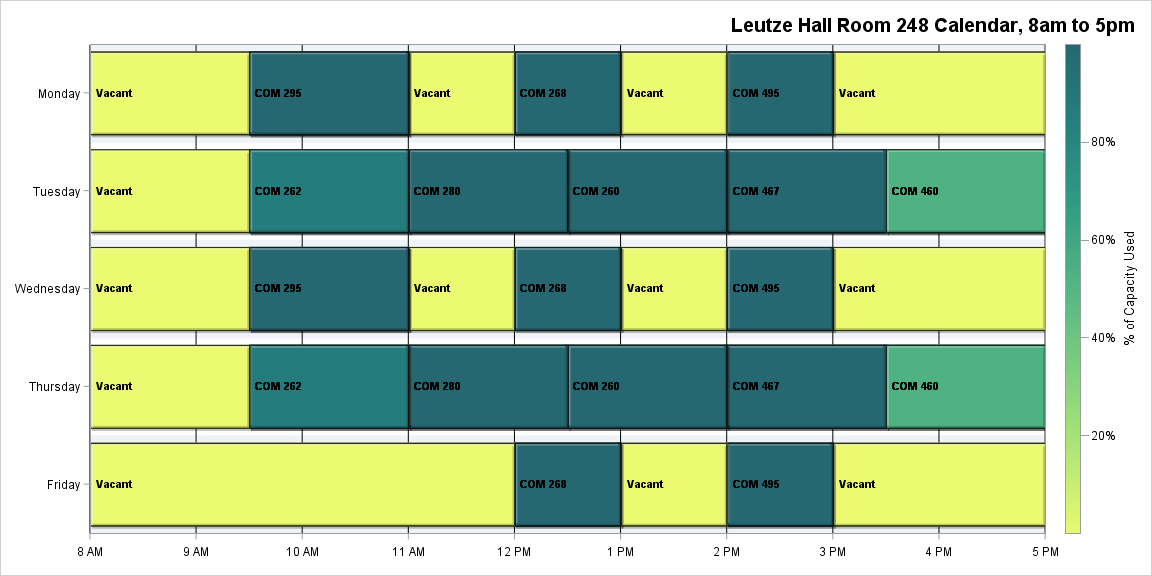 Leutze Hall Room 248 Calendar, 8am to 5pm
Monday
Vacant
COM 295
Vacant
COM 268
Vacant
COM 495
Vacant
Tuesday
Vacant
COM 262
COM 280
COM 260
COM 467
COM 460
Wednesday
Vacant
COM 295
Vacant
COM 268
Vacant
COM 495
Vacant
Thursday
Vacant
COM 262
COM 280
COM 260
COM 467
COM 460
Friday
Vacant
COM 268
Vacant
COM 495
Vacant
8 AM
9 AM
10 AM
11 AM
12 PM
1 PM
2 PM
3 PM
4 PM
5 PM
80%
60%
40%
20%
% of Capacity Used